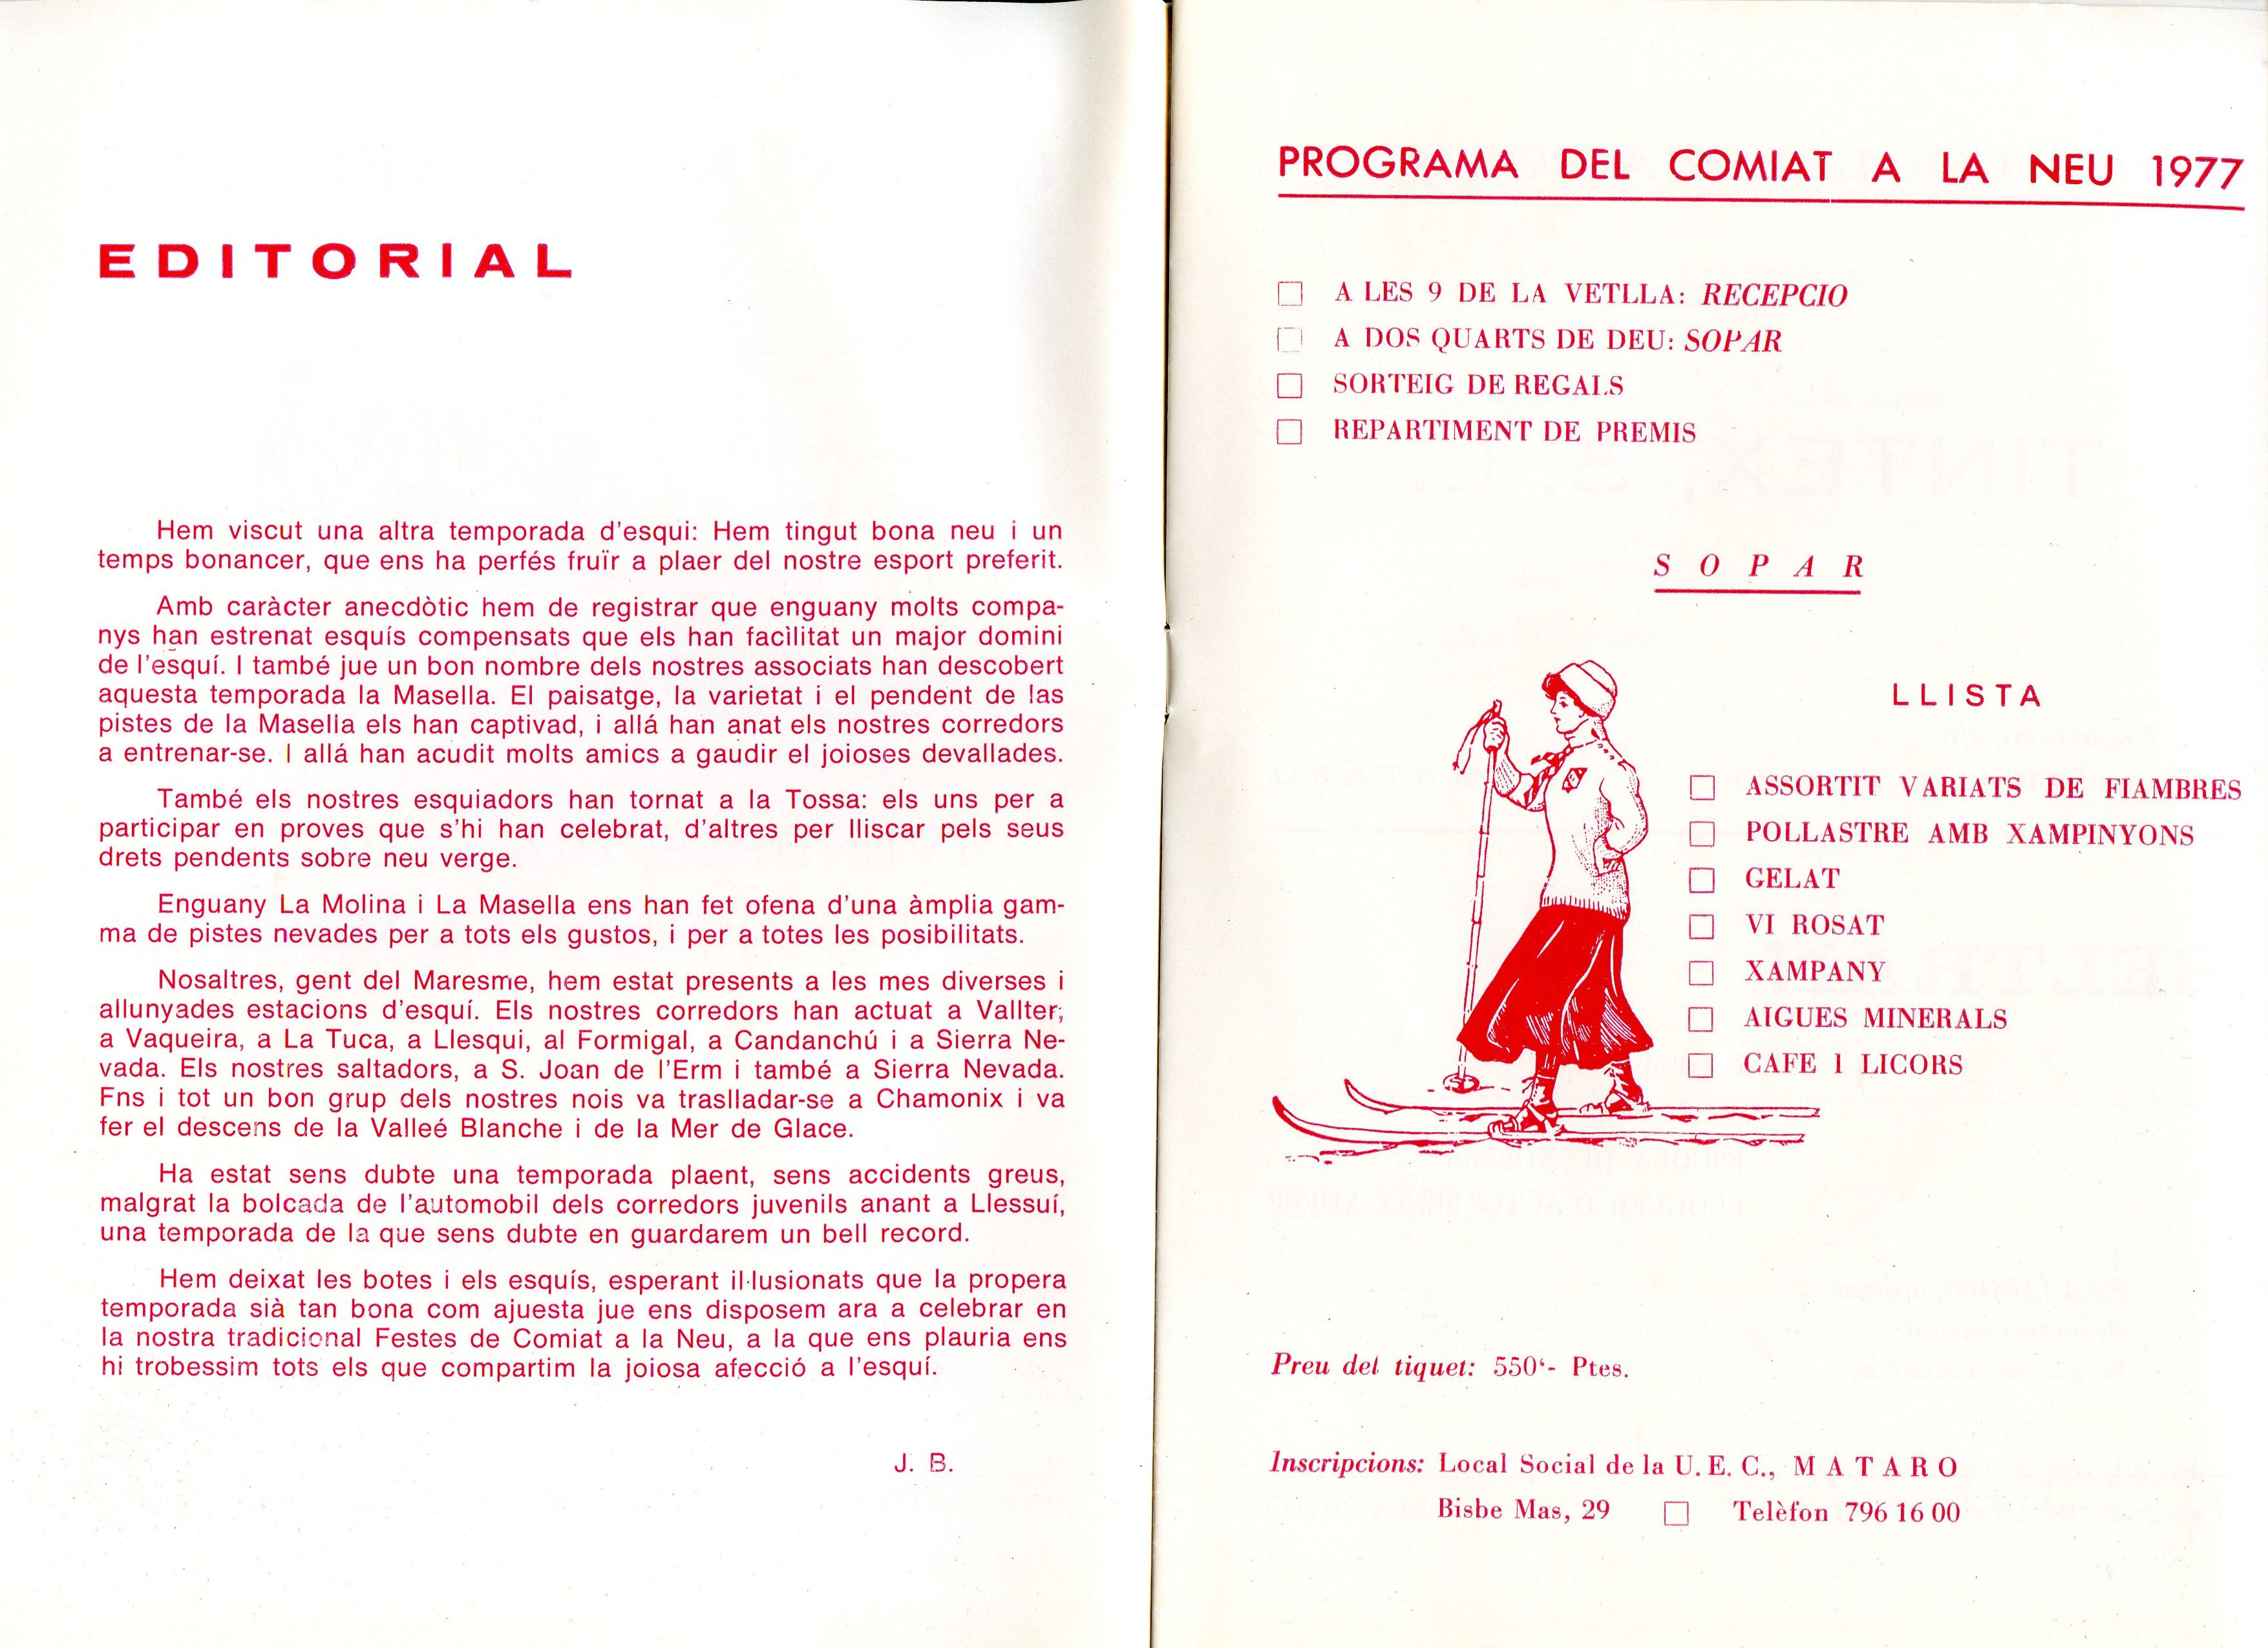 EDITORIAL
Hem viscut una altra temporada d'esqui: Hem tingut bona neu i un
temps bonancer, que ens ha perfés fruïr a plaer del nostre esport preferit.
Amb caràcter anecdòtic hem de registrar que enguany molts compa-
nys han estrenat esquís compensats que els han facilitat un major domini
de l'esquí. I també jue un bon nombre dels nostres associats han descobert
aquesta temporada la Masella. El paisatge, la varietat i el pendent de las
pistes de la Masella els han captivad, i allá han anat els nostres corredors
a entrenar-se. I allá han acudit molts amics a gaudir el joioses devallades.
També els nostres esquiadors han tornat a la Tossa: els uns per a
participar en proves que s'hi han celebrat, d'altres per lliscar pels seus
drets pendents sobre neu verge.
Enguany La Molina i La Masella ens han fet ofena d'una àmplia gam-
ma de pistes nevades per a tots els gustos, i per a totes les posibilitats.
Nosaltres, gent del Maresme, hem estat presents a les mes diverses i
allunyades estacions d'esquí. Els nostres corredors han actuat a Vallter;
a Vaqueira, a La Tuca, a Llesqui, al Formigal, a Candanchú i a Sierra Ne-
vada. Els nostres saltadors, a S. Joan de l'Erm i també a Sierra Nevada.
Fns i tot un bon grup dels nostres nois va traslladar-se a Chamonix i va
fer el descens de la Valleé Blanche i de la Mer de Glace.
Ha estat sens dubte una temporada plaent, sens accidents greus,
malgrat la bolcada de l'automobil dels corredors juvenils anant a Llessuí,
una temporada de la que sens dubte en guardarem un bell record.
Hem deixat les botes i els esquís, esperant il·lusionats que la propera
temporada sià tan bona com ajuesta jue ens disposem ara a celebrar en
la nostra tradicional Festes de Comiat a la Neu, a la que ens plauria ens
hi trobessim tots els que compartim la joiosa afecció a l'esquí.
J. B.
PROGRAMA DEL COMIAT A LA NEU 1977
A LES 9 DE LA VETLLA: RECEPCIO
A DOS QUARTS DE DEU: SOPAR
SORTEIG DE REGALS
REPARTIMENT DE PREMIS
SOPAR
LLISTA
ASSORTIT VARIATS DE FIAMBRES
POLLASTRE AMB XAMPINYONS
GELAT
VI ROSAT
XAMPANY
AIGUES MINERALS
CAFE I LICORS
Preu del tiquet: 550'- Ptes.
Inscripcions: Local Social de la U. E. C., MATARO
Bisbe Mas, 29 □ Telèfon 796 16 00